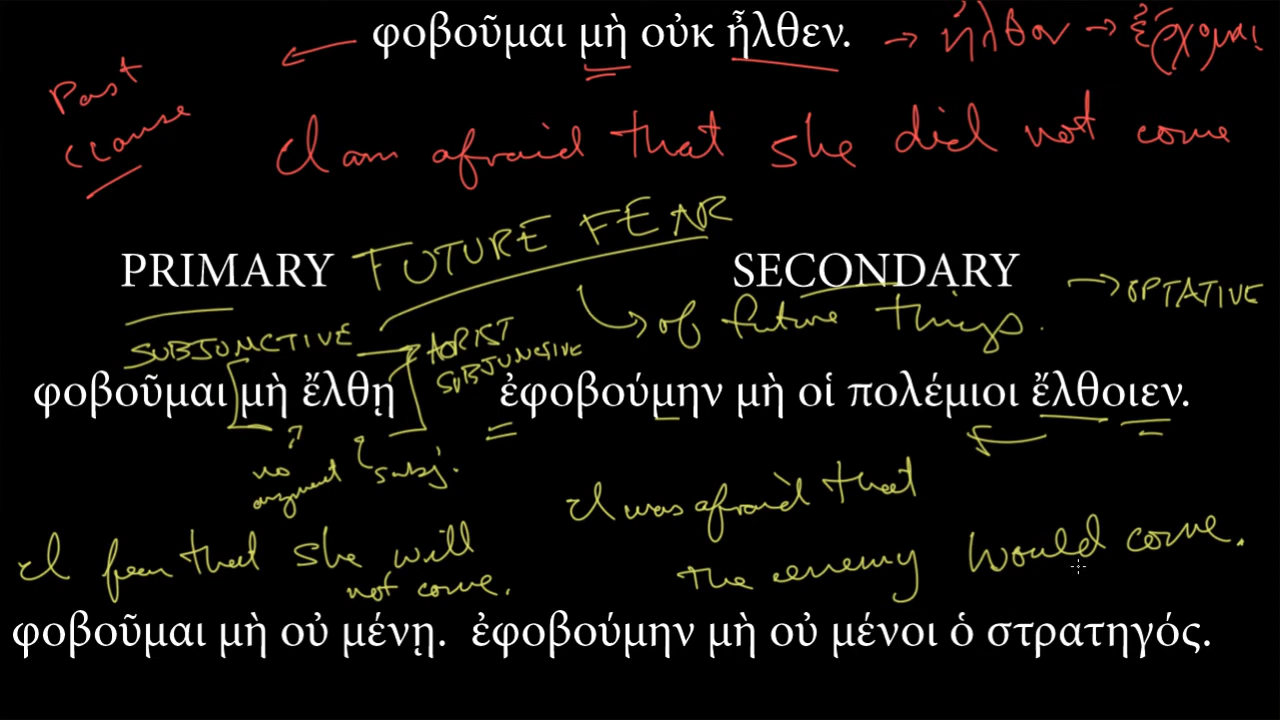 φοβοῦμαι μὴ οὐκ ἦλθεν. → ἦλθον → ἔρχομαι
Past
clause
I am afraid that she did not come
FUTURE FEAR
PRIMARY SECONDARY
→ OPTATIVE
of future things.
SUBJUNCTIVE → AORIST
SUBJUNCTIVE
φοβοῦμαι μὴ ἔλθῃ ἐφοβούμην μὴ οἱ πολέμιοι ἔλθοιεν.
no
augment subj.
I was afraid that
the enemy would come.
I fear that she will
not come.
φοβοῦμαι μὴ οὐ μένῃ. ἐφοβούμην μὴ οὐ μένοι ὁ στρατηγός.